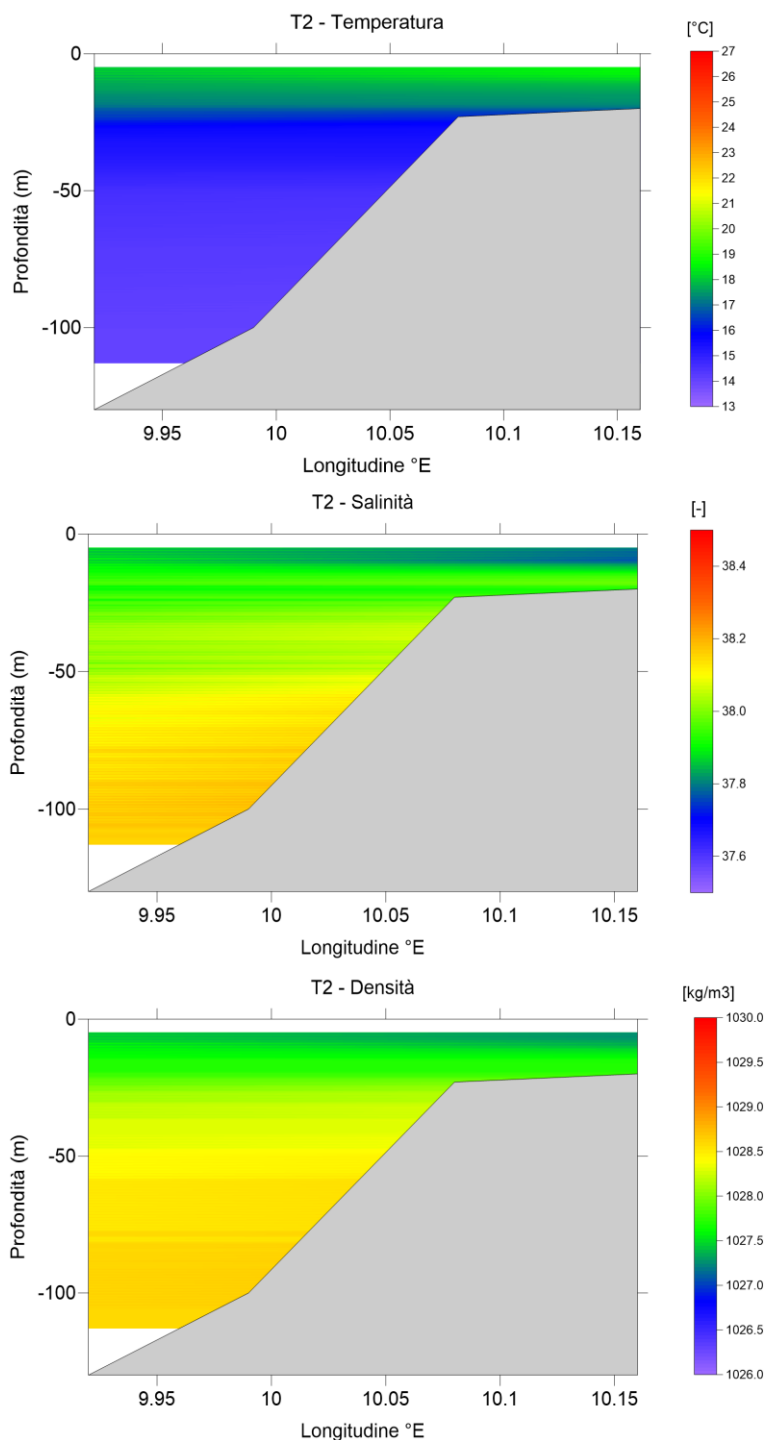 T2 - Temperatura
[°C]
0
-50
-100
Profondità (m)
9.95 10 10.05 10.1 10.15
Longitudine °E
27
26
25
24
23
22
21
20
19
18
17
16
15
14
13
T2 - Salinità
[-]
0
-50
-100
Profondità (m)
9.95 10 10.05 10.1 10.15
Longitudine °E
38.4
38.2
38.0
37.8
37.6
T2 - Densità
[kg/m3]
0
-50
-100
Profondità (m)
9.95 10 10.05 10.1 10.15
Longitudine °E
1030.0
1029.5
1029.0
1028.5
1028.0
1027.5
1027.0
1026.5
1026.0